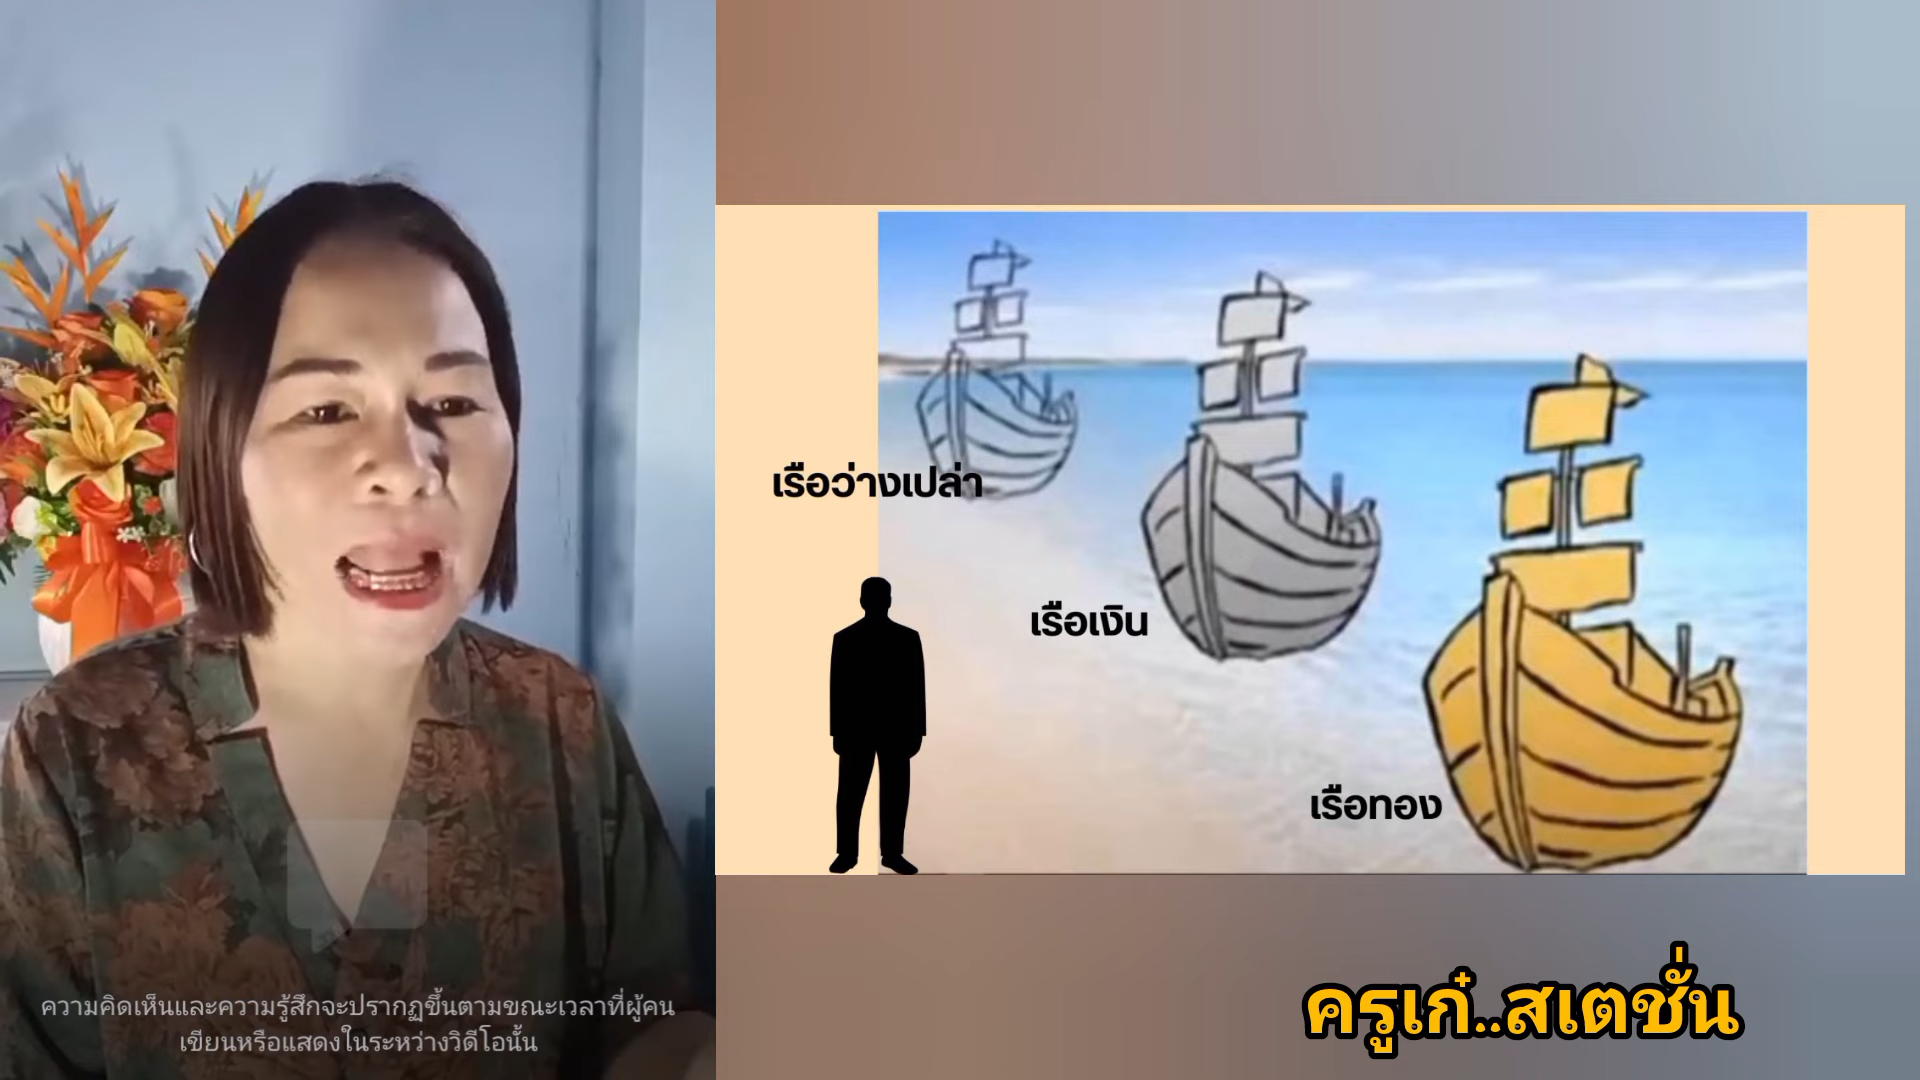 เรือว่างเปล่า
เรือเงิน
เรือทอง
ความคิดเห็นและความรู้สึกจะปรากฏขึ้นตามขณะเวลาที่ผู้คน
เขียนหรือแสดงในระหว่างวิดีโอนั้น
ครูเก๋..สเตชั่น